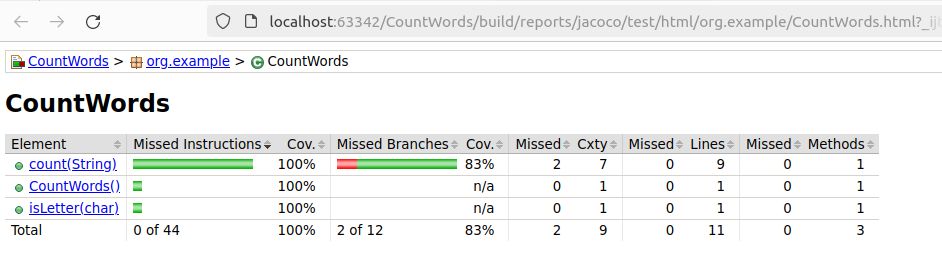 localhost:63342/CountWords/build/reports/jacoco/test/html/org.example/CountWords.html?_ij
CountWords > org.example > CountWords
CountWords
Element Missed Instructions Cov. Missed Branches Cov. Missed Cxty Missed Lines Missed Methods
count(String) 100% 83% 2 7 0 9 0 1
CountWords() 100% n/a 0 1 0 1 0 1
isLetter(char) 100% n/a 0 1 0 1 0 1
Total 0 of 44 100% 2 of 12 83% 2 9 0 11 0 3